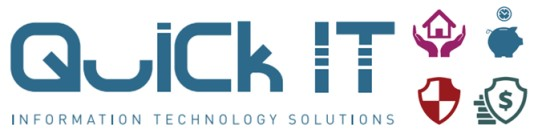 QuiCk IT
INFORMATION TECHNOLOGY SOLUTIONS
$